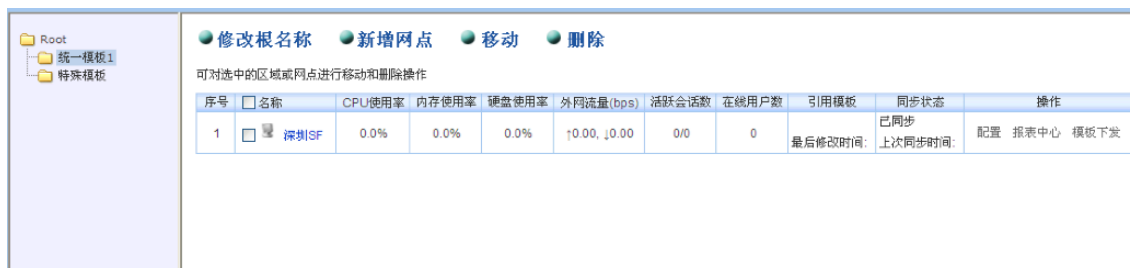 Root
统一模板1
特殊模板
修改根名称 新增网点 移动 删除
可对选中的区域或网点进行移动和删除操作
序号 名称 CPU使用率 内存使用率 硬盘使用率 外网流量(bps) 活跃会话数 在线用户数 引用模板 同步状态 操作
1 深圳SF 0.0% 0.0% 0.0% ↑0.00, ↓0.00 0/0 0 最后修改时间: 已同步 配置 报表中心 模板下发
上次同步时间: